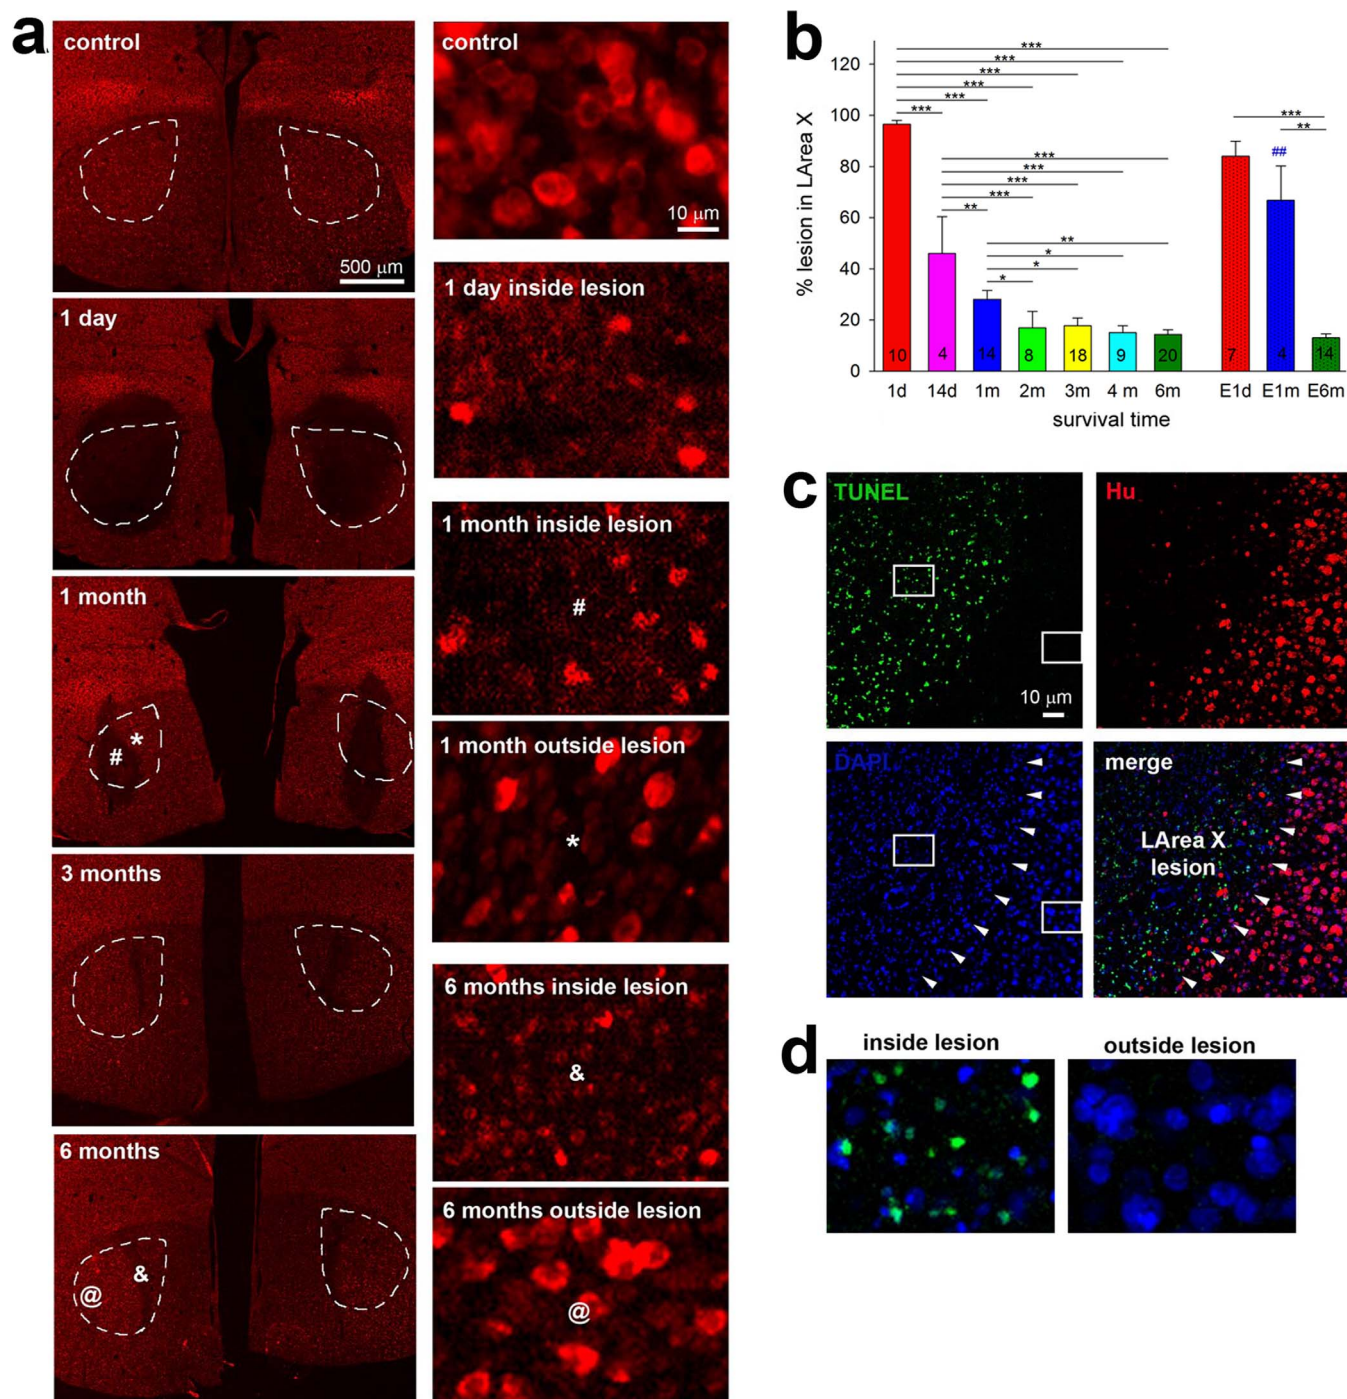 a
control
500 μm
1 day
1 month
#
*
3 months
6 months
&
@
control
10 μm
1 day inside lesion
1 month inside lesion
#
1 month outside lesion
*
6 months inside lesion
&
6 months outside lesion
@
b
% lesion in LArea X
120
100
80
60
40
20
0
***
***
***
***
***
***
***
***
***
**
**
*
*
*
***
**
##
10
4
14
8
18
9
20
7
4
14
1d 14d 1m 2m 3m 4 m 6m E1d E1m E6m
survival time
c
TUNEL
10 μm
Hu
DAPI
merge
LArea X
lesion
d
inside lesion
outside lesion